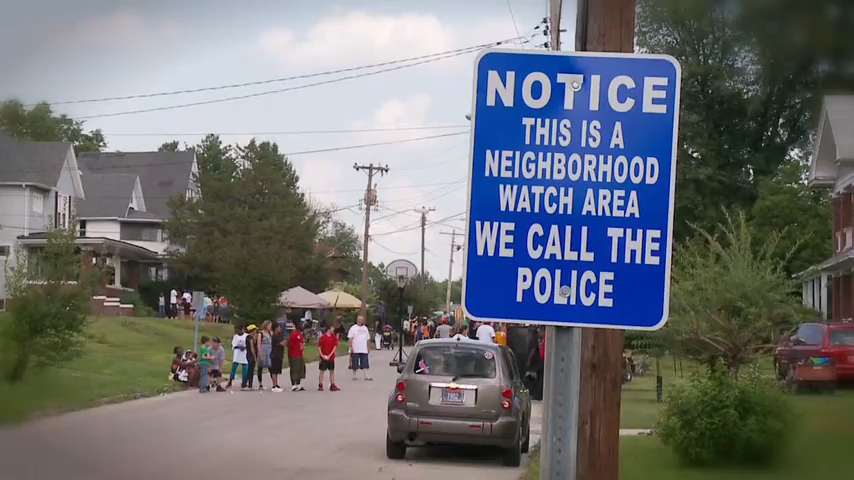 NOTICE
THIS IS A
NEIGHBORHOOD
WATCH AREA
WE CALL THE
POLICE